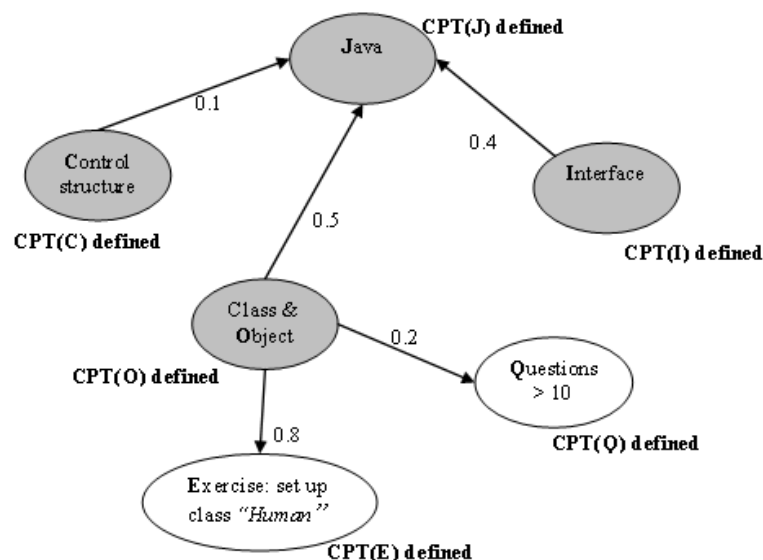 CPT(J) defined
Java
0.1
0.4
Control
structure
Interface
CPT(C) defined
0.5
CPT(I) defined
Class &
Object
0.2
CPT(O) defined
Questions
> 10
0.8
CPT(Q) defined
Exercise: set up
class “Human”
CPT(E) defined